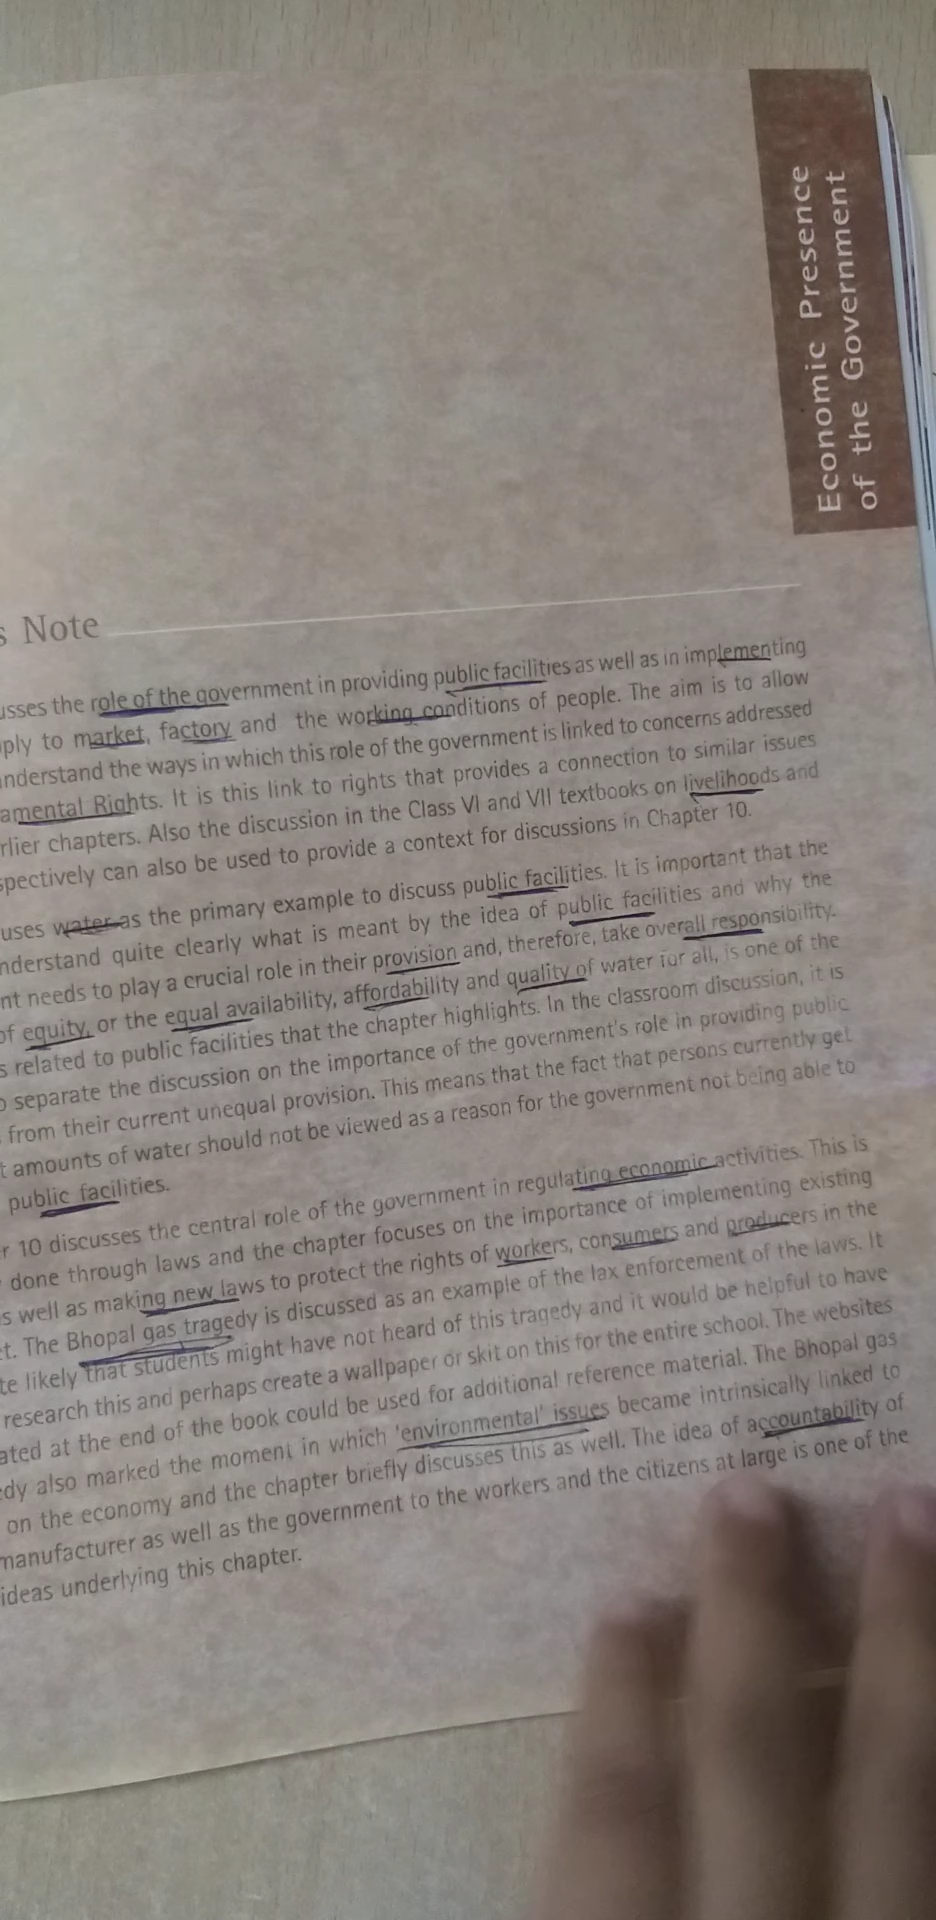 Economic Presence
of the Government
s Note
usses the role of the government in providing public facilities as well as in implementing
ply to market, factory and the working conditions of people. The aim is to allow
nderstand the ways in which this role of the government is linked to concerns addressed
amental Rights. It is this link to rights that provides a connection to similar issues
rlier chapters. Also the discussion in the Class VI and VII textbooks on livelihoods and
spectively can also be used to provide a context for discussions in Chapter 10.
uses water as the primary example to discuss public facilities. It is important that the
nderstand quite clearly what is meant by the idea of public facilities and why the
nt needs to play a crucial role in their provision and, therefore, take overall responsibility.
of equity, or the equal availability, affordability and quality of water for all, is one of the
s related to public facilities that the chapter highlights. In the classroom discussion, it is
o separate the discussion on the importance of the government's role in providing public
from their current unequal provision. This means that the fact that persons currently get
t amounts of water should not be viewed as a reason for the government not being able to
public facilities.
r 10 discusses the central role of the government in regulating economic activities. This is
done through laws and the chapter focuses on the importance of implementing existing
s well as making new laws to protect the rights of workers, consumers and producers in the
et. The Bhopal gas tragedy is discussed as an example of the lax enforcement of the laws. It
te likely that students might have not heard of this tragedy and it would be helpful to have
research this and perhaps create a wallpaper or skit on this for the entire school. The websites
ated at the end of the book could be used for additional reference material. The Bhopal gas
edy also marked the moment in which 'environmental' issues became intrinsically linked to
on the economy and the chapter briefly discusses this as well. The idea of accountability of
manufacturer as well as the government to the workers and the citizens at large is one of the
ideas underlying this chapter.